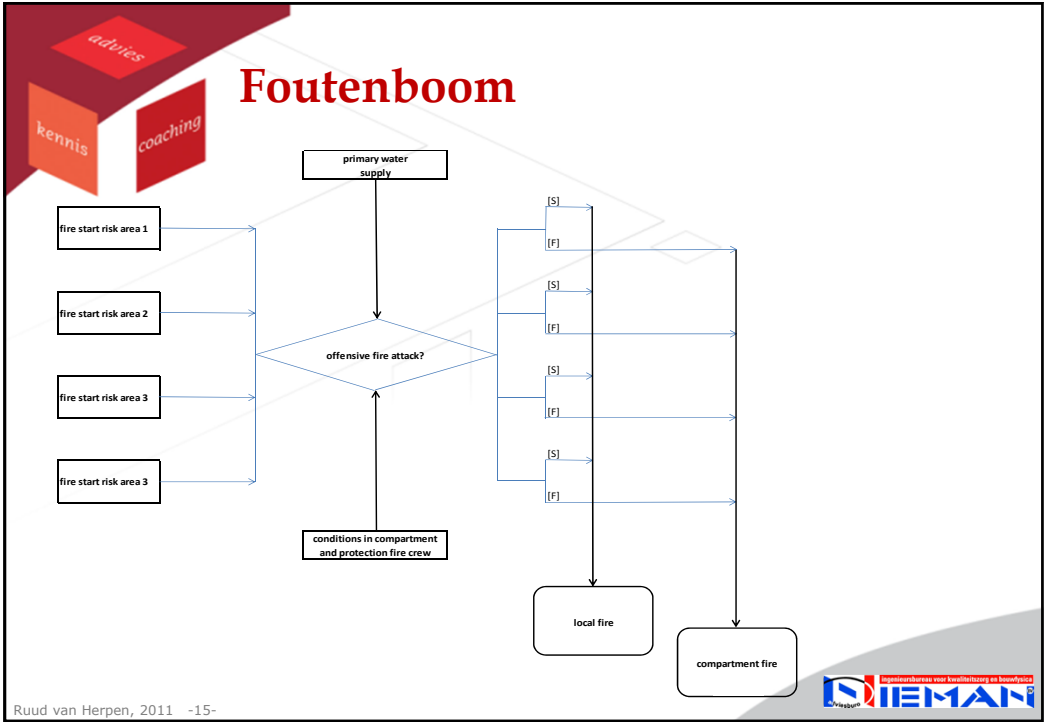 advies
kennis
coaching
Foutenboom
primary water
supply
fire start risk area 1
fire start risk area 2
fire start risk area 3
fire start risk area 3
offensive fire attack?
conditions in compartment
and protection fire crew
[S]
[F]
[S]
[F]
[S]
[F]
[S]
[F]
local fire
compartment fire
Ruud van Herpen, 2011 -15-
ingenieursbureau voor kwaliteitszorg en bouwfysica
adviesburo
NIEMAN